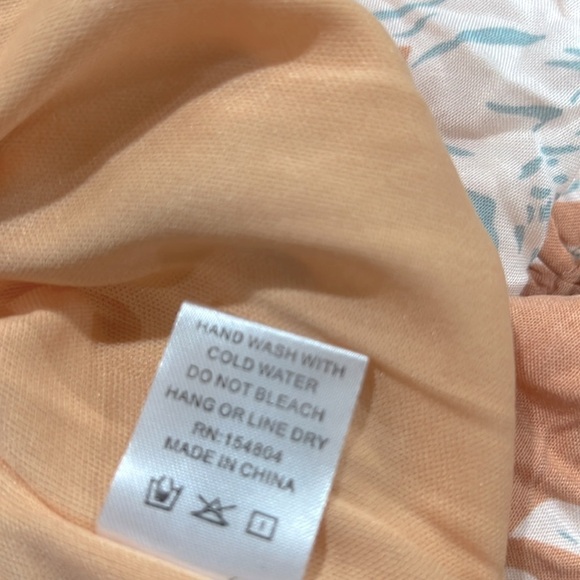 HAND WASH WITH
COLD WATER
DO NOT BLEACH
HANG OR LINE DRY
RN:154804
MADE IN CHINA